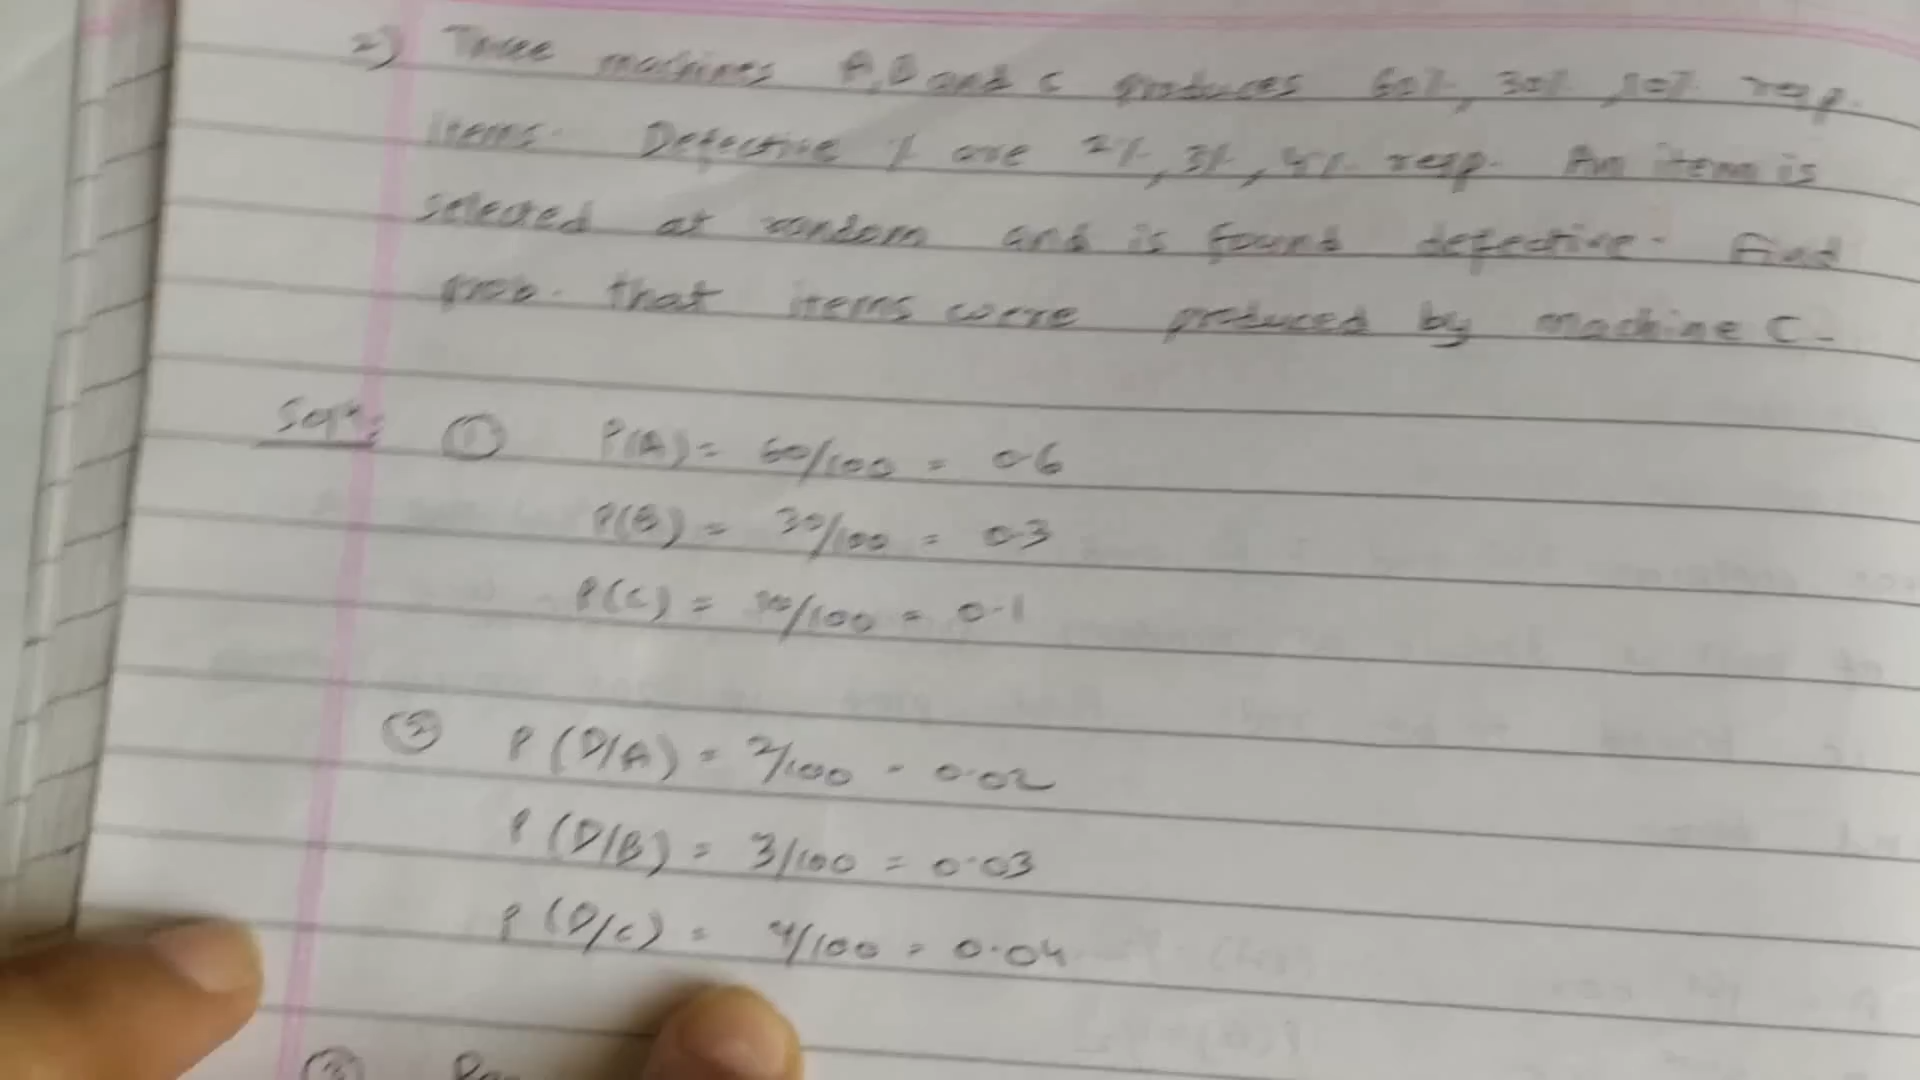 2) Three machines A, B and C produces 60%, 30%, 10% resp.
items. Defective % are 2%, 3%, 4% resp. An item is
selected at random and is found defective. Find
prob. that items were produced by machine C.
Soln: ① P(A) = 60/100 = 0.6
P(B) = 30/100 = 0.3
P(C) = 10/100 = 0.1
② P(D/A) = 2/100 = 0.02
P(D/B) = 3/100 = 0.03
P(D/C) = 4/100 = 0.04
③